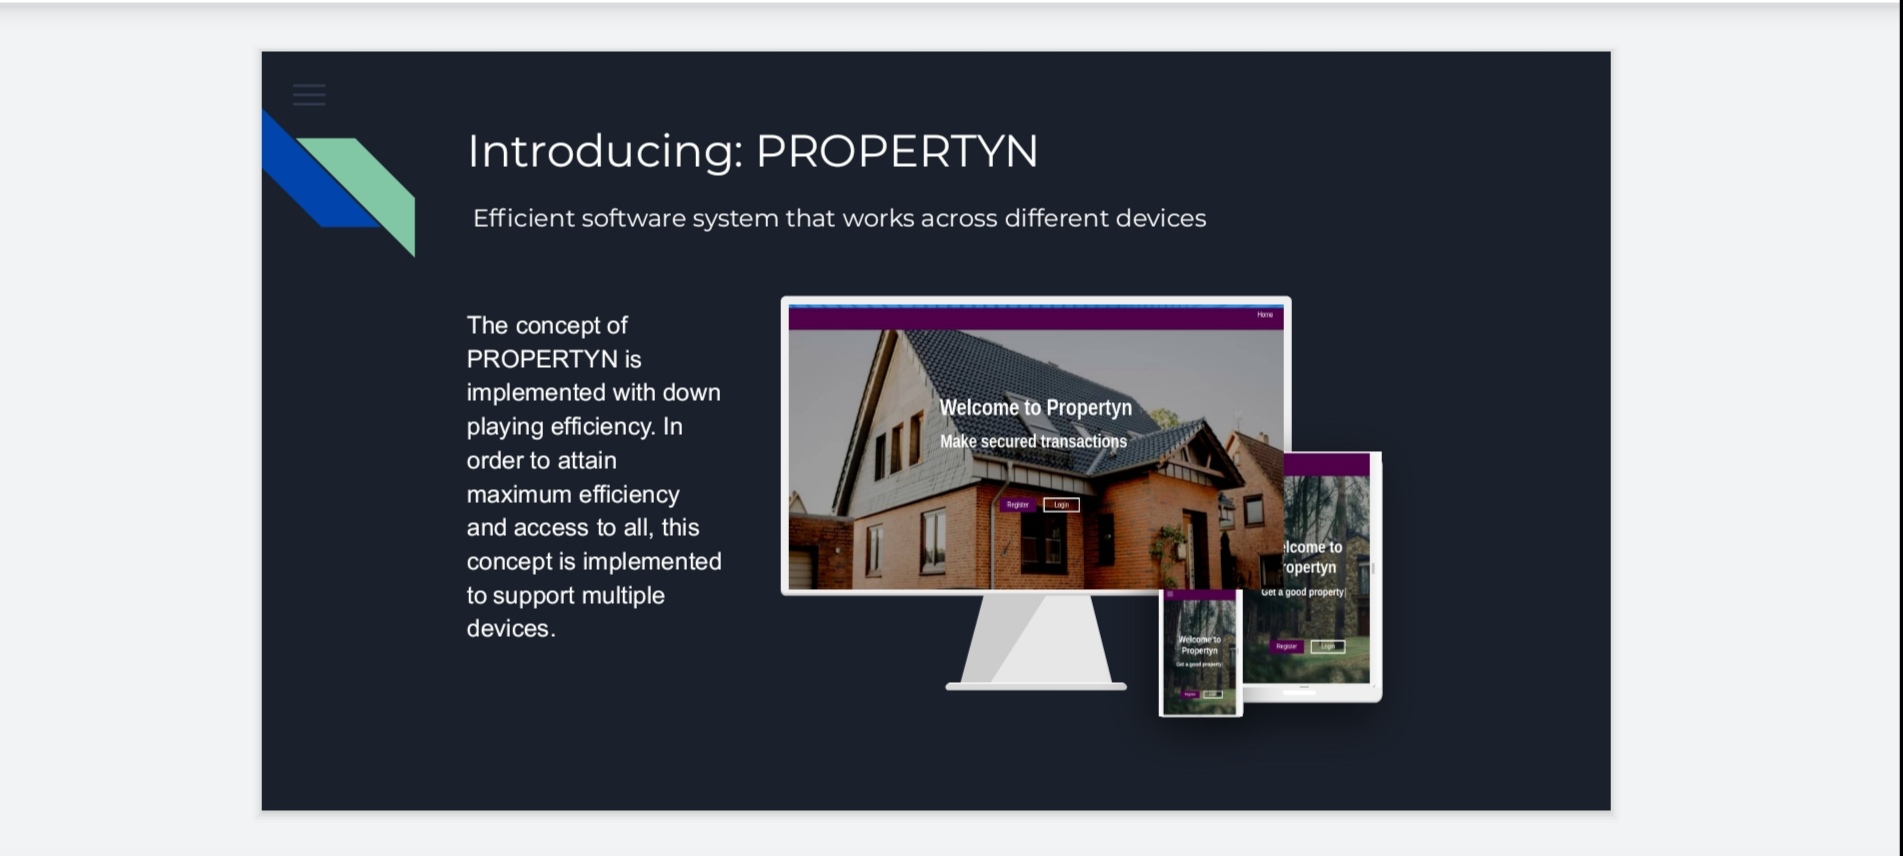 Introducing: PROPERTYN
Efficient software system that works across different devices
The concept of
PROPERTYN is
implemented with down
playing efficiency. In
order to attain
maximum efficiency
and access to all, this
concept is implemented
to support multiple
devices.
Home
Welcome to Propertyn
Make secured transactions
Register Login
elcome to
ropertyn
Get a good property|
Register Login
Welcome to
Propertyn
Get a good property
Register